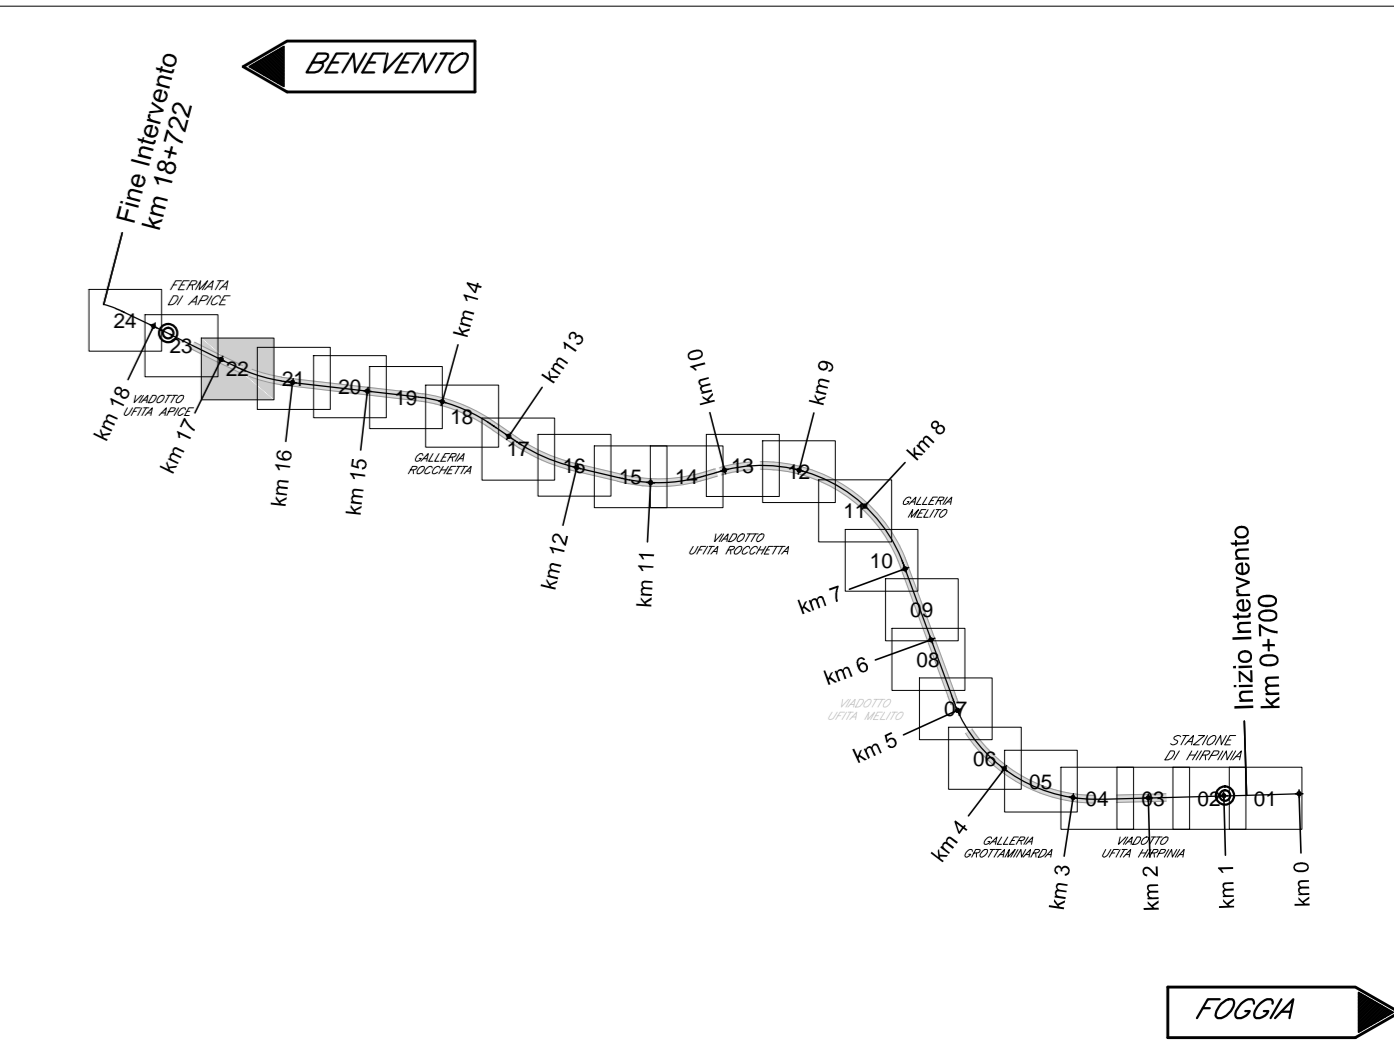 BENEVENTO
Fine Intervento
km 18+722
FERMATA
DI APICE
24
23
22
21
20
19
18
17
16
15
14
13
12
11
10
09
08
07
06
05
04
03
02
01
km 18
VIADOTTO
UFITA APICE
km 17
km 16
km 15
km 14
GALLERIA
ROCCHETTA
km 13
km 12
km 11
km 10
VIADOTTO
UFITA ROCCHETTA
km 9
km 8
GALLERIA
MELITO
km 7
km 6
VIADOTTO
UFITA MELITO
km 5
km 4
GALLERIA
GROTTAMINARDA
km 3
VIADOTTO
UFITA HIRPINIA
km 2
STAZIONE
DI HIRPINIA
km 1
Inizio Intervento
km 0+700
km 0
FOGGIA